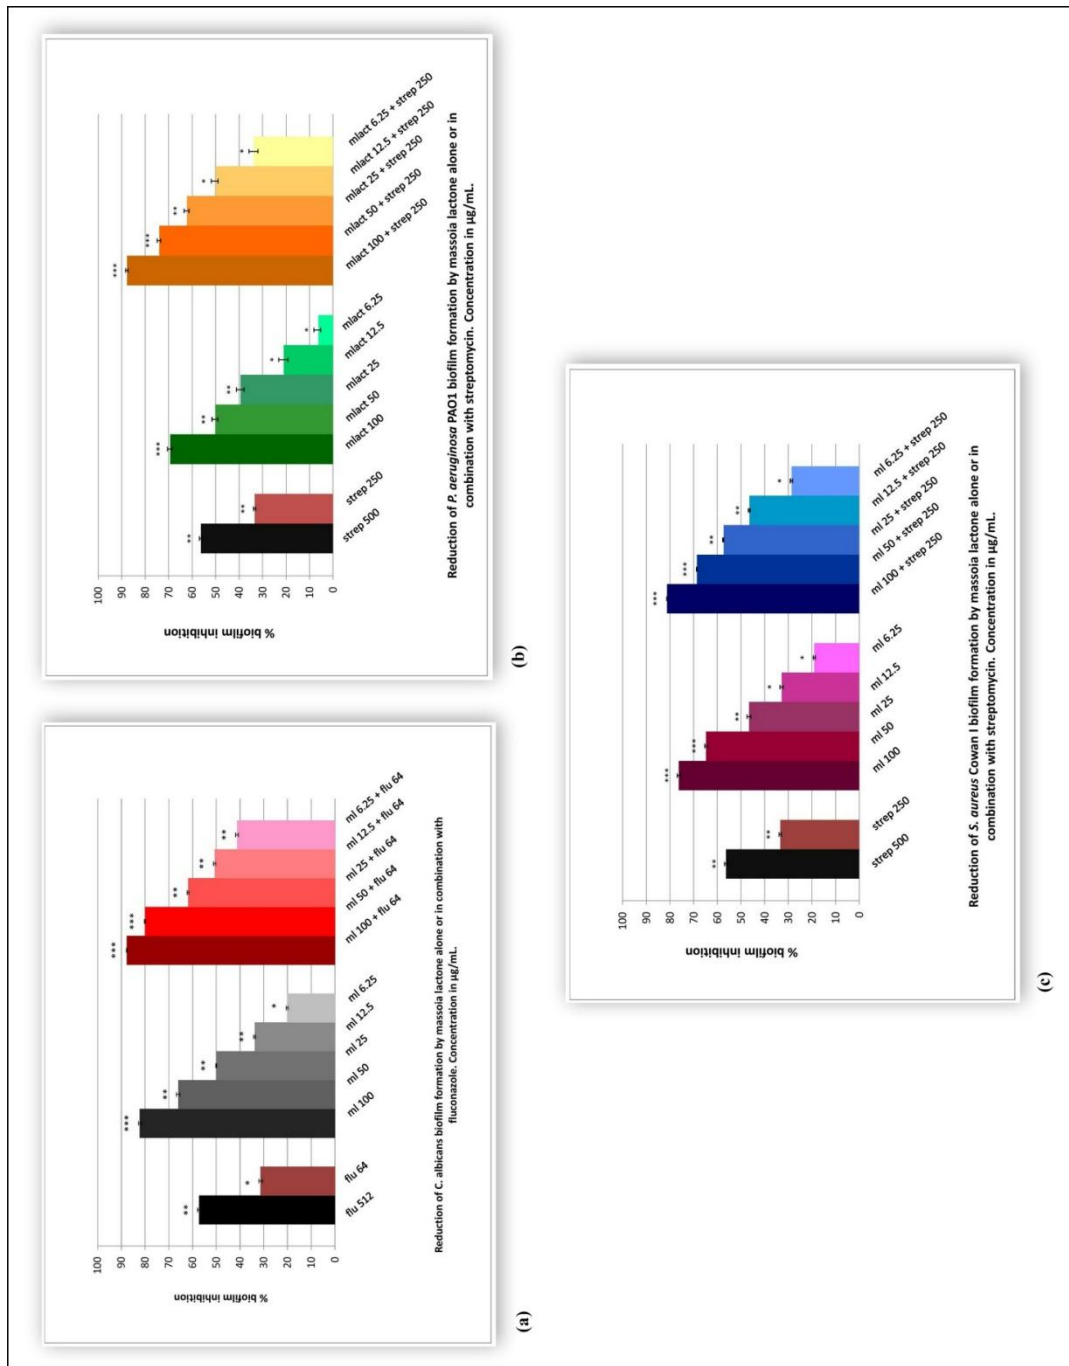 Reduction of C. albicans biofilm formation by massoia lactone alone or in combination with
fluconazole. Concentration in µg/mL.
% biofilm inhibition
100
90
80
70
60
50
40
30
20
10
0
**
*
***
**
**
**
*
***
***
**
**
**
flu 512
flu 64
ml 100
ml 50
ml 25
ml 12.5
ml 6.25
ml 100 + flu 64
ml 50 + flu 64
ml 25 + flu 64
ml 12.5 + flu 64
ml 6.25 + flu 64
(a)
% biofilm inhibition
100
90
80
70
60
50
40
30
20
10
0
**
**
***
**
**
*
*
***
***
**
*
*
strep 500
strep 250
mlact 100
mlact 50
mlact 25
mlact 12.5
mlact 6.25
mlact 100 + strep 250
mlact 50 + strep 250
mlact 25 + strep 250
mlact 12.5 + strep 250
mlact 6.25 + strep 250
Reduction of P. aeruginosa PAO1 biofilm formation by massoia lactone alone or in
combination with streptomycin. Concentration in µg/mL.
(b)
% biofilm inhibition
100
90
80
70
60
50
40
30
20
10
0
**
**
***
***
**
*
*
***
***
**
**
*
strep 500
strep 250
ml 100
ml 50
ml 25
ml 12.5
ml 6.25
ml 100 + strep 250
ml 50 + strep 250
ml 25 + strep 250
ml 12.5 + strep 250
ml 6.25 + strep 250
Reduction of S. aureus Cowan I biofilm formation by massoia lactone alone or in
combination with streptomycin. Concentration in µg/mL.
(c)